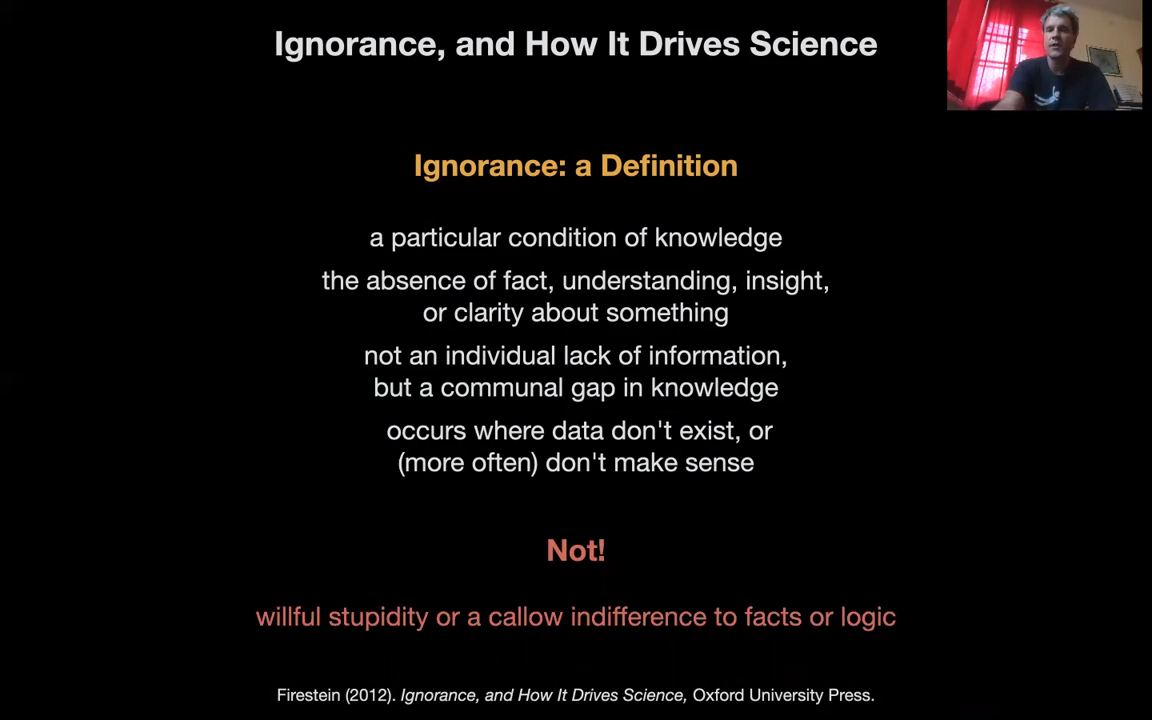 Ignorance, and How It Drives Science
Ignorance: a Definition
a particular condition of knowledge
the absence of fact, understanding, insight,
or clarity about something
not an individual lack of information,
but a communal gap in knowledge
occurs where data don't exist, or
(more often) don't make sense
Not!
willful stupidity or a callow indifference to facts or logic
Firestein (2012). Ignorance, and How It Drives Science, Oxford University Press.